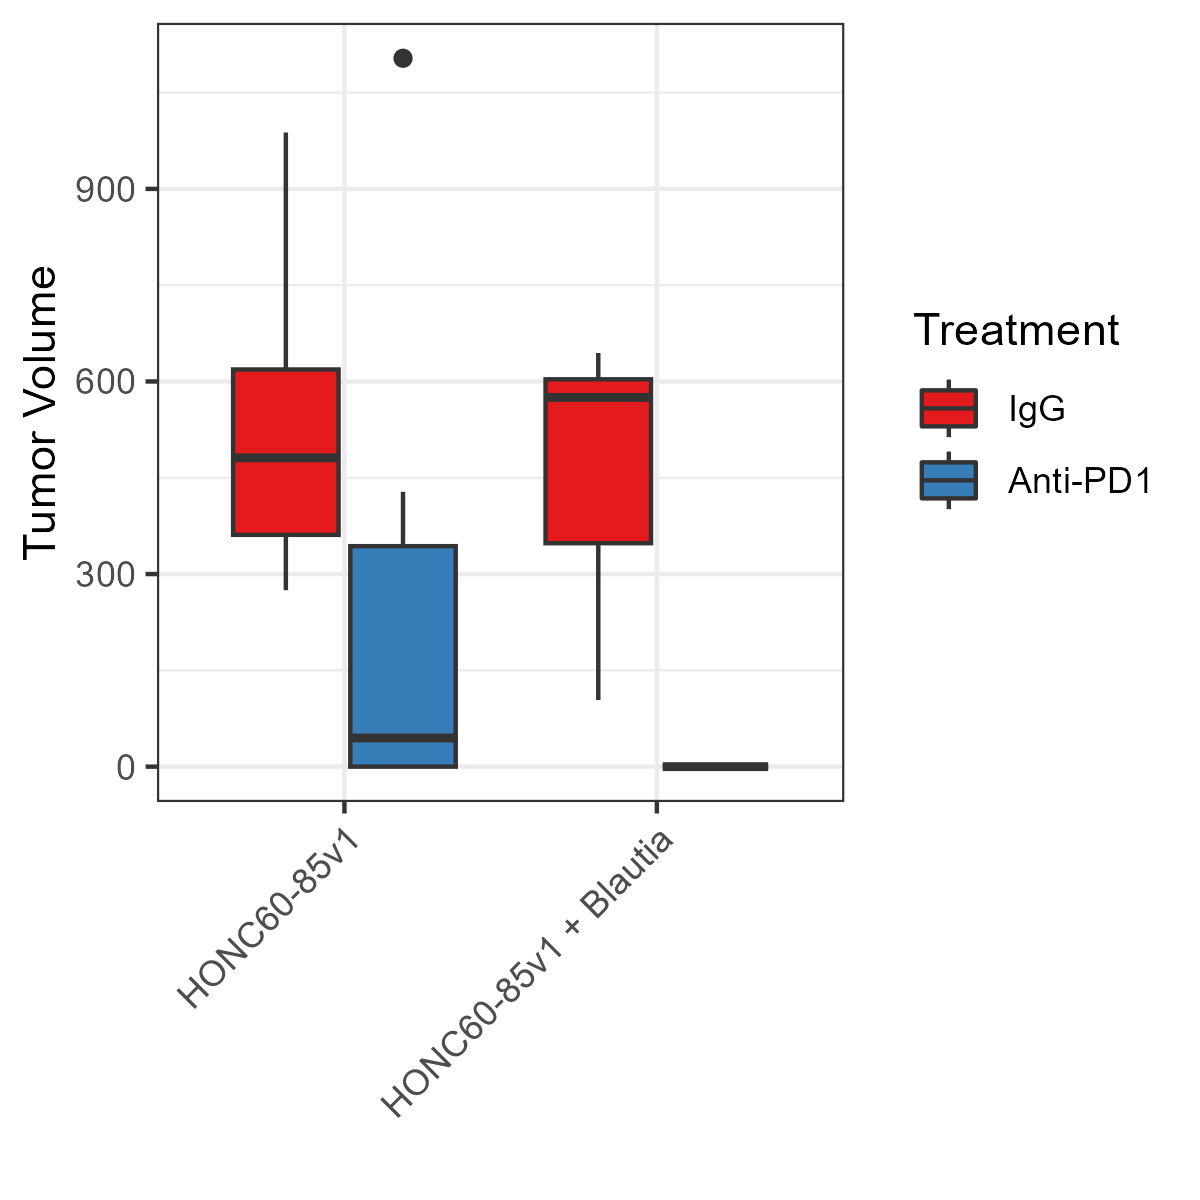 Tumor Volume
900
600
300
0
HONC60-85v1
HONC60-85v1 + Blautia
Treatment
IgG
Anti-PD1